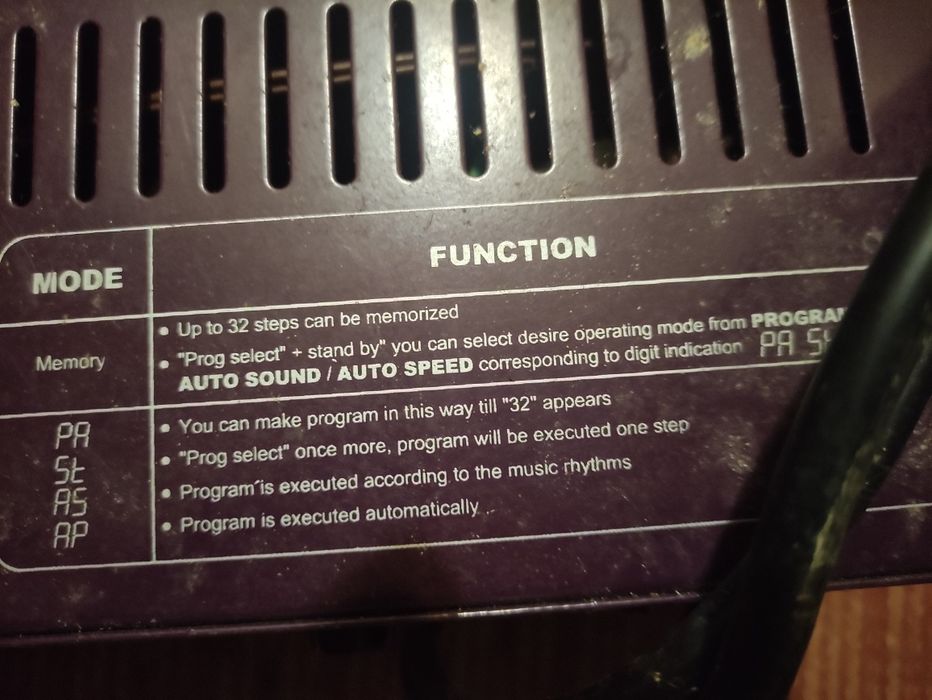 MODE
FUNCTION
Memory
• Up to 32 steps can be memorized
• "Prog select" + stand by" you can select desire operating mode from
AUTO SOUND / AUTO SPEED corresponding to digit indication PA
PA
• You can make program in this way till "32" appears
St
• "Prog select" once more, program will be executed one step
AS
• Program´is executed according to the music rhythms
AP
• Program is executed automatically